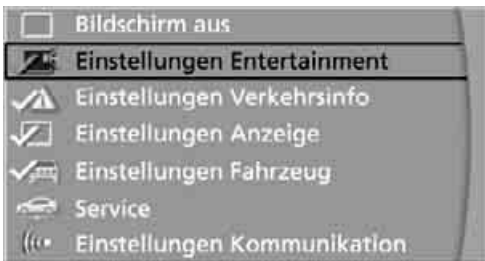 Bildschirm aus
Einstellungen Entertainment
Einstellungen Verkehrsinfo
Einstellungen Anzeige
Einstellungen Fahrzeug
Service
Einstellungen Kommunikation